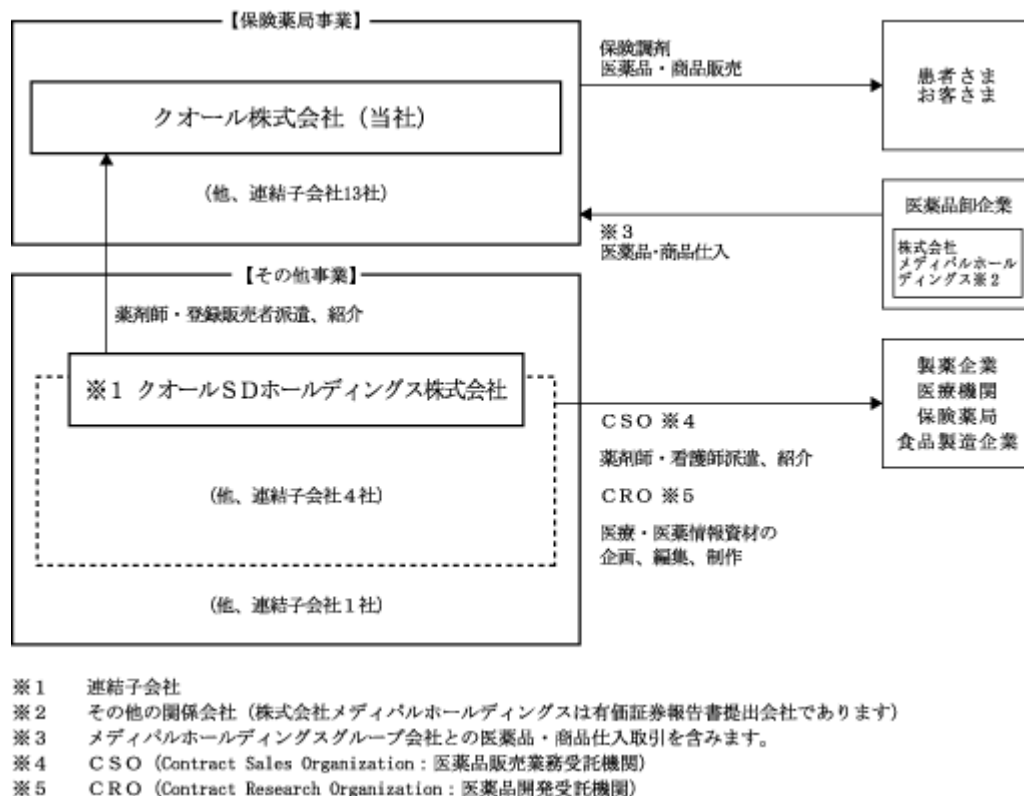 【保険薬局事業】
クオール株式会社（当社）
(他、連結子会社13社)
保険調剤
医薬品・商品販売
患者さま
お客さま
※３
医薬品・商品仕入
医薬品卸企業
株式会社
メディパルホール
ディングス※２
【その他事業】
薬剤師・登録販売者派遣、紹介
※１ クオールＳＤホールディングス株式会社
(他、連結子会社４社)
(他、連結子会社１社)
ＣＳＯ ※４
薬剤師・看護師派遣、紹介
ＣＲＯ ※５
医療・医薬情報資材の
企画、編集、制作
製薬企業
医療機関
保険薬局
食品製造企業
※１ 連結子会社
※２ その他の関係会社（株式会社メディパルホールディングスは有価証券報告書提出会社であります）
※３ メディパルホールディングスグループ会社との医薬品・商品仕入取引を含みます。
※４ ＣＳＯ（Contract Sales Organization：医薬品販売業務受託機関）
※５ ＣＲＯ（Contract Research Organization：医薬品開発受託機関）